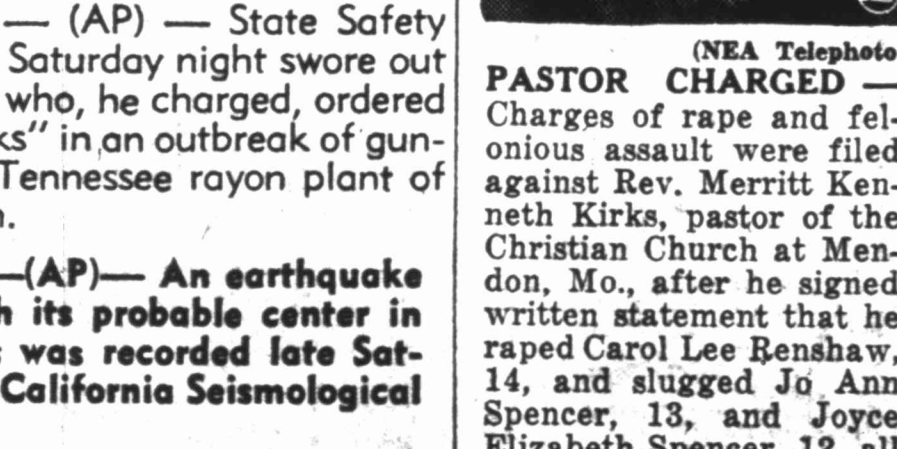 — (AP) — State Safety
Saturday night swore out
who, he charged, ordered
ks" in an outbreak of gun-
Tennessee rayon plant of
—(AP)— An earthquake
its probable center in
was recorded late Sat-
California Seismological
(NEA Telephoto
PASTOR CHARGED —
Charges of rape and fel-
onious assault were filed
against Rev. Merritt Ken-
neth Kirks, pastor of the
Christian Church at Men-
don, Mo., after he signed
written statement that he
raped Carol Lee Renshaw,
14, and slugged Jo Ann
Spencer, 13, and Joyce
Elizabeth Spencer, 12, all